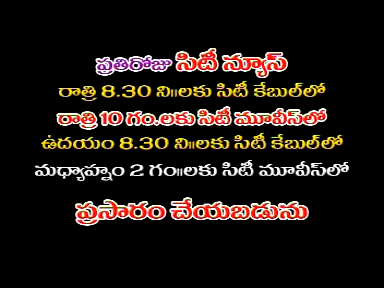 ప్రతిరోజు సిటీ న్యూస్
రాత్రి 8.30 ని॥లకు సిటీ కేబుల్‌లో
రాత్రి 10 గం.లకు సిటీ మూవీస్‌లో
ఉదయం 8.30 ని॥లకు సిటీ కేబుల్‌లో
మధ్యాహ్నం 2 గం॥లకు సిటీ మూవీస్‌లో
ప్రసారం చేయబడును